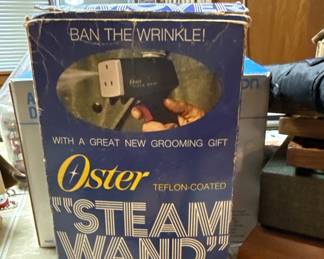 BAN THE WRINKLE!
WITH A GREAT NEW GROOMING GIFT
Oster
TEFLON-COATED
"STEAM
WAND"